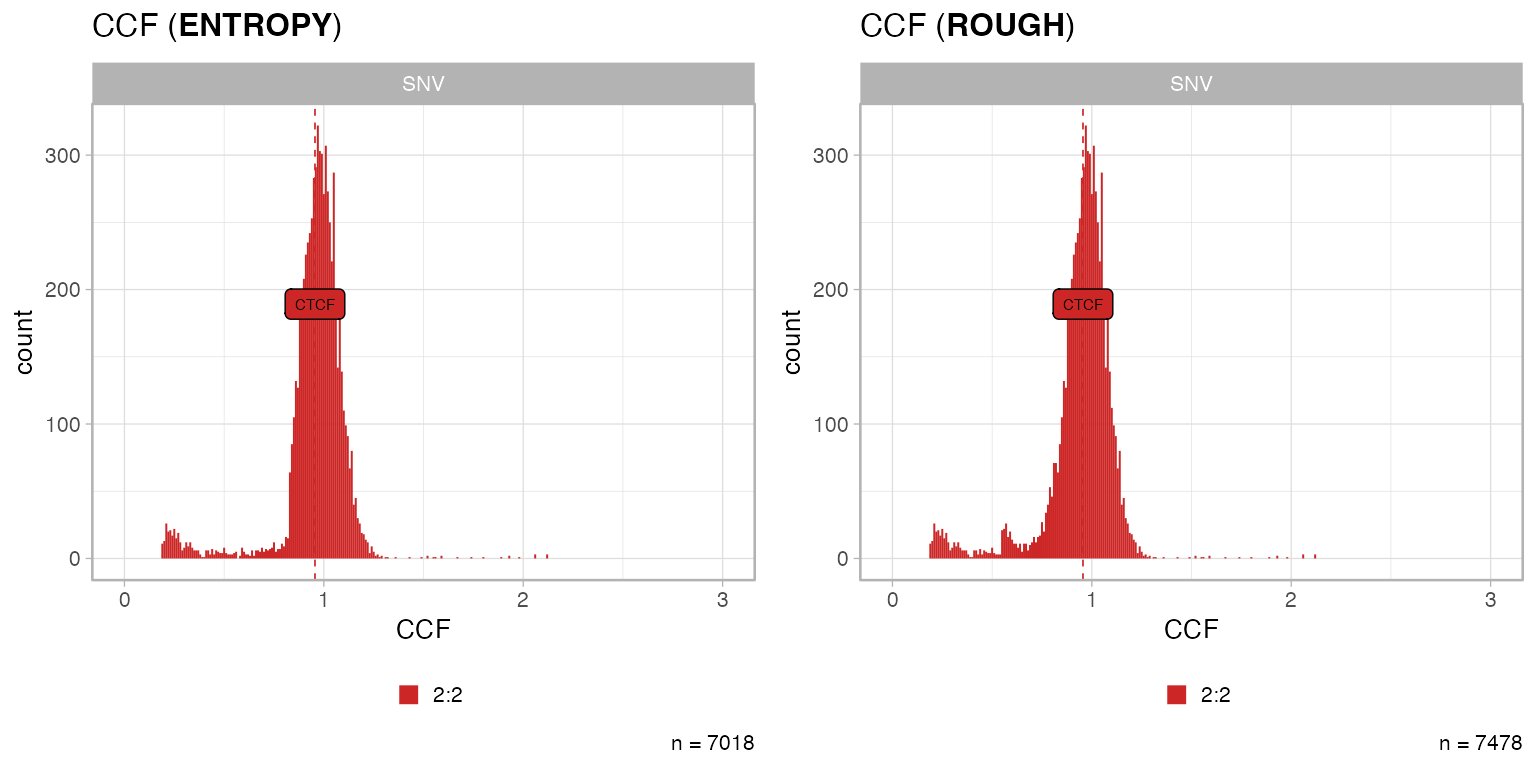 CCF (ENTROPY)
SNV
300
200
100
0
count
CTCF
0 1 2 3
CCF
2:2
n = 7018
CCF (ROUGH)
SNV
300
200
100
0
count
CTCF
0 1 2 3
CCF
2:2
n = 7478